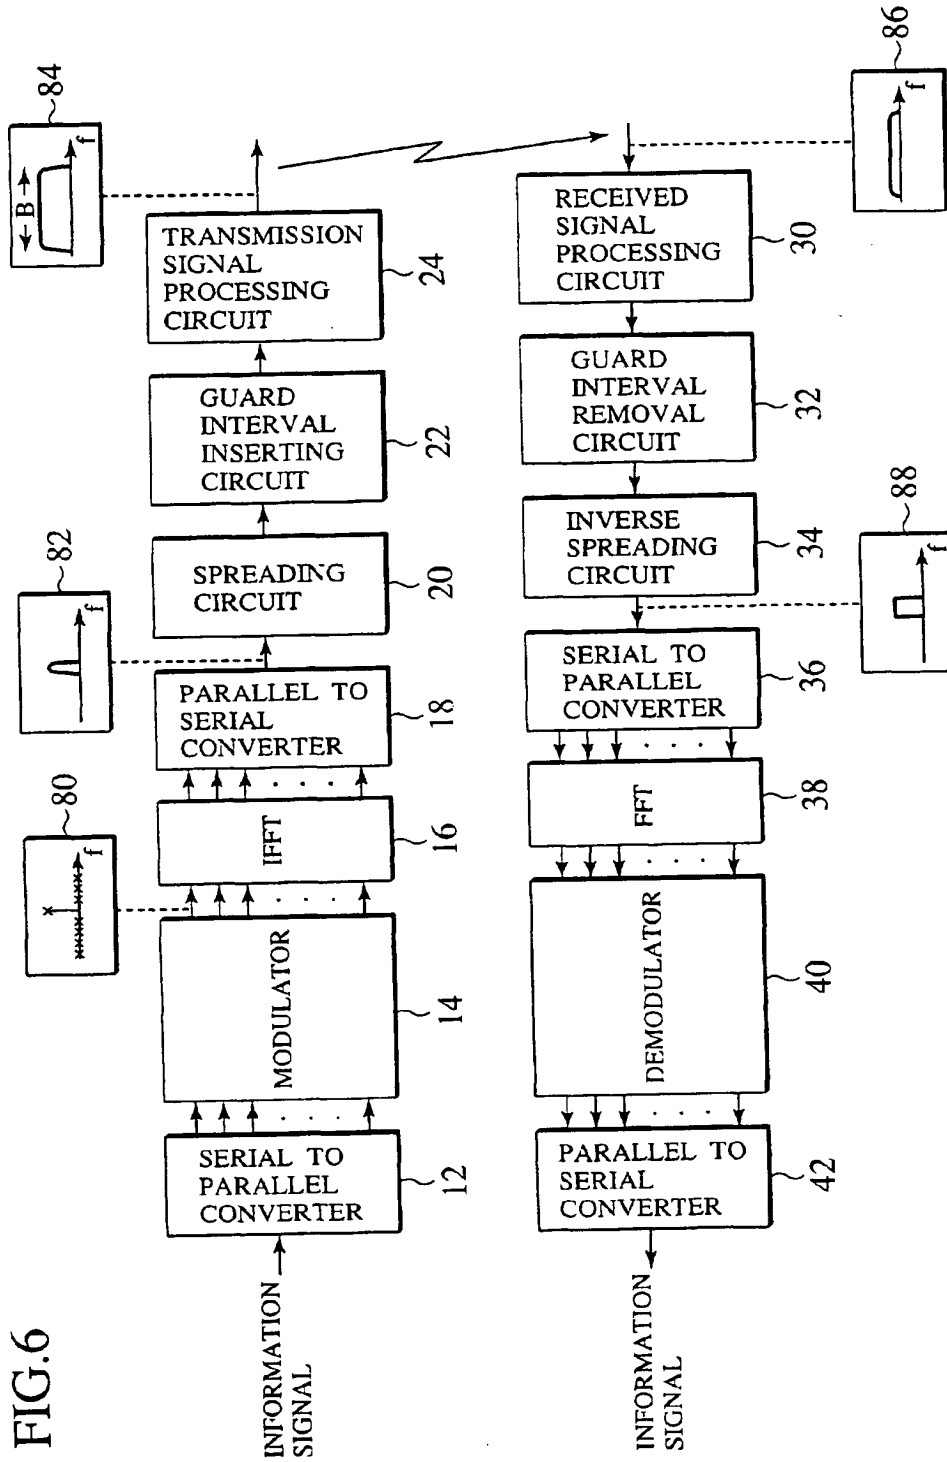 FIG.6
INFORMATION
SIGNAL
SERIAL TO
PARALLEL
CONVERTER
12
MODULATOR
14
80
f
IFFT
16
PARALLEL TO
SERIAL
CONVERTER
18
82
f
SPREADING
CIRCUIT
20
GUARD
INTERVAL
INSERTING
CIRCUIT
22
TRANSMISSION
SIGNAL
PROCESSING
CIRCUIT
24
84
B
f
INFORMATION
SIGNAL
PARALLEL TO
SERIAL
CONVERTER
42
DEMODULATOR
40
FFT
38
SERIAL TO
PARALLEL
CONVERTER
36
88
f
INVERSE
SPREADING
CIRCUIT
34
GUARD
INTERVAL
REMOVAL
CIRCUIT
32
RECEIVED
SIGNAL
PROCESSING
CIRCUIT
30
86
f